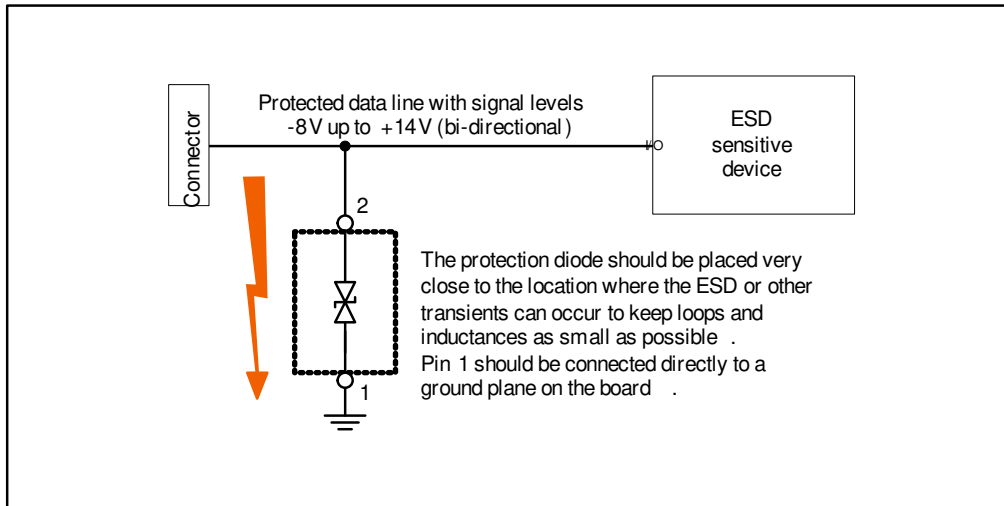 Connector
Protected data line with signal levels
-8V up to +14V (bi-directional)
I/O
ESD
sensitive
device
2
The protection diode should be placed very
close to the location where the ESD or other
transients can occur to keep loops and
inductances as small as possible .
Pin 1 should be connected directly to a
ground plane on the board .
1